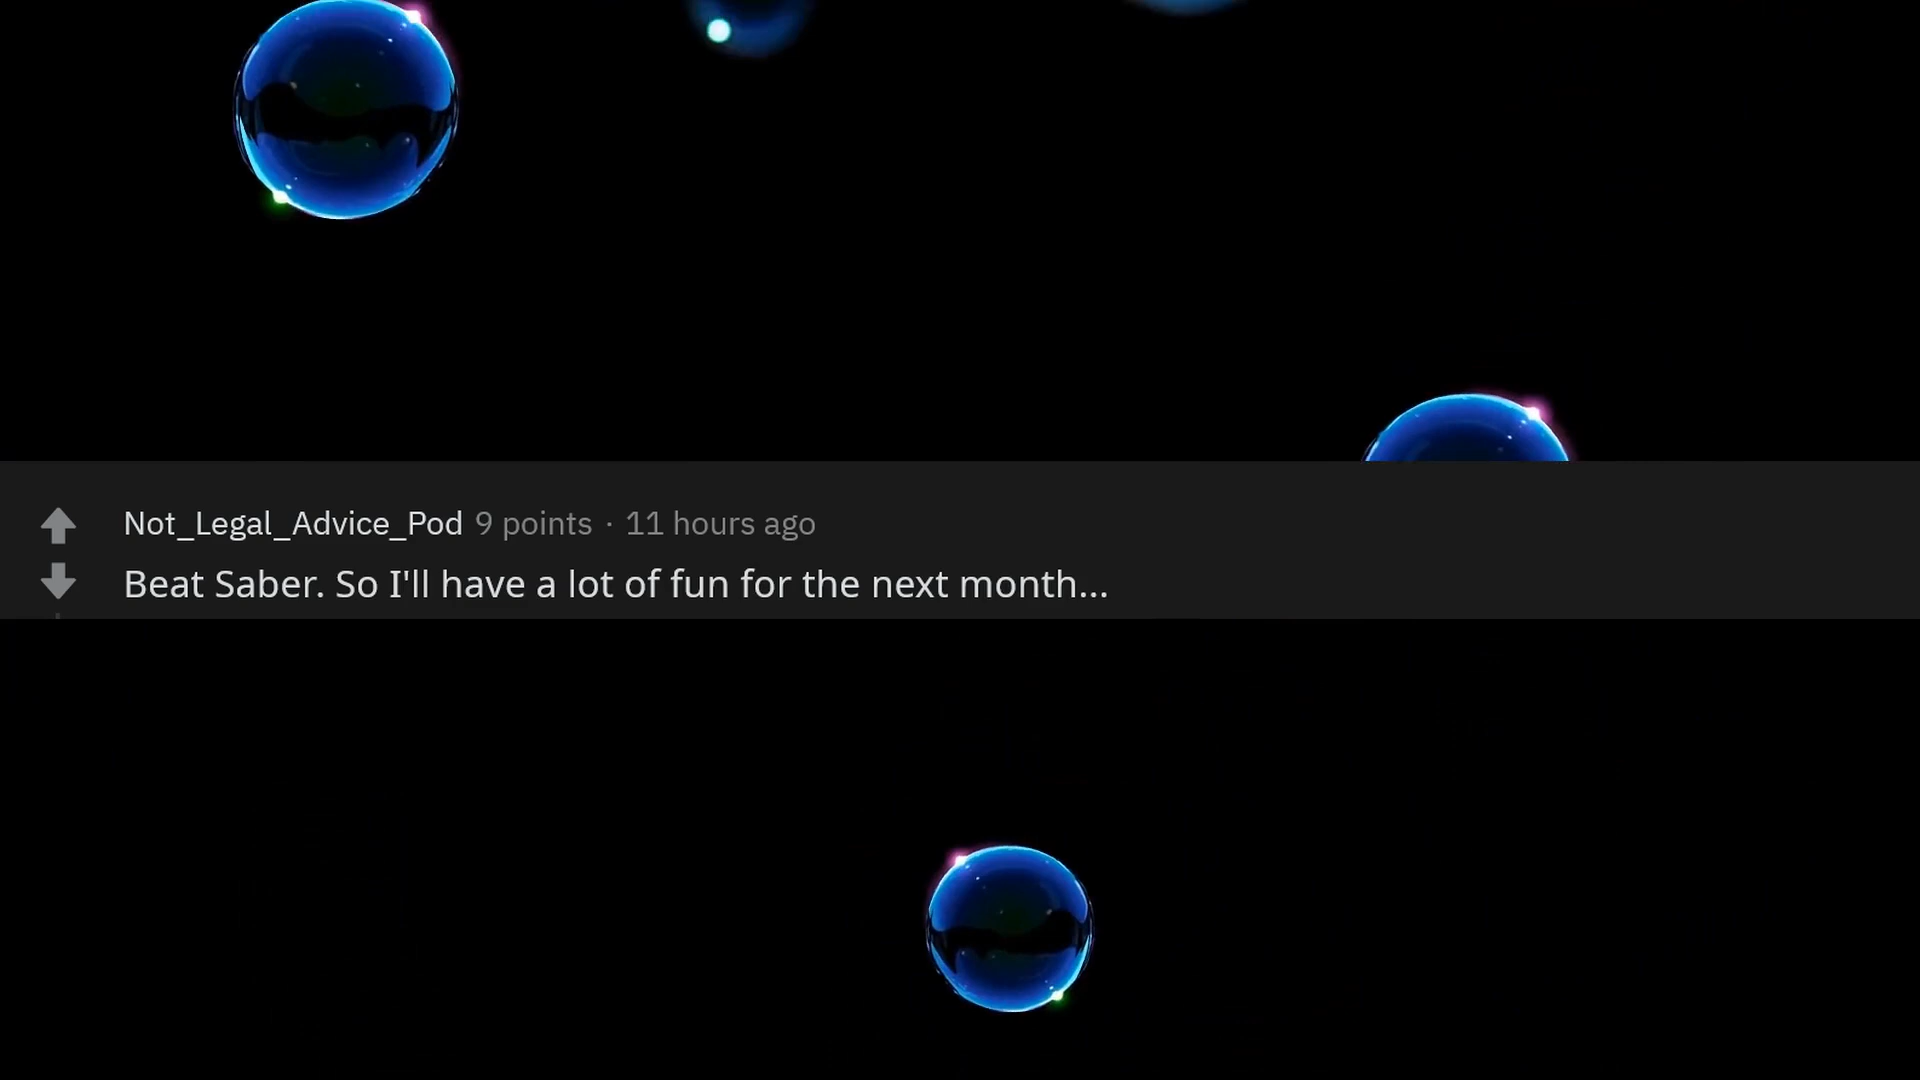 Not_Legal_Advice_Pod 9 points · 11 hours ago
Beat Saber. So I'll have a lot of fun for the next month...